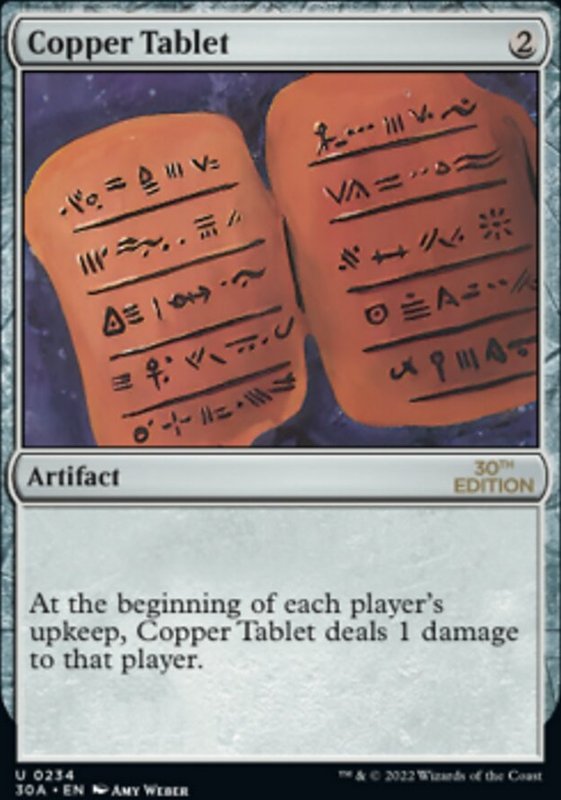 Copper Tablet 2
Artifact
30TH
EDITION
At the beginning of each player's
upkeep, Copper Tablet deals 1 damage
to that player.
U 0234
30A • EN Amy Weber
™ & © 2022 Wizards of the Coast